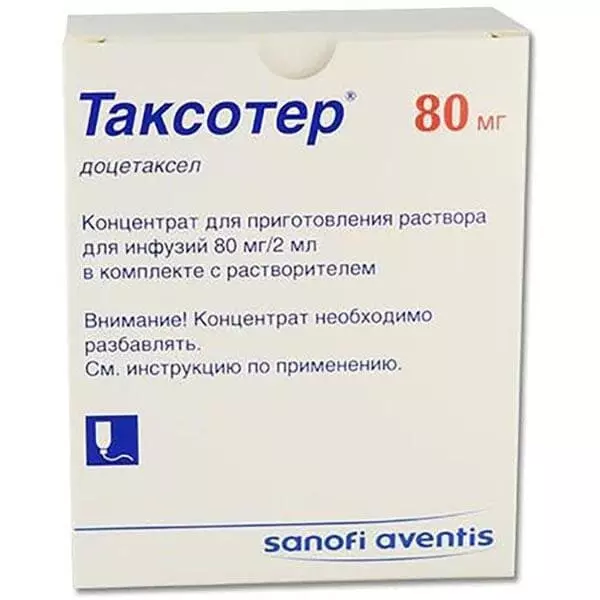 Таксотер® 80 мг
доцетаксел
Концентрат для приготовления раствора
для инфузий 80 мг/2 мл
в комплекте с растворителем
Внимание! Концентрат необходимо
разбавлять.
См. инструкцию по применению.
sanofi aventis